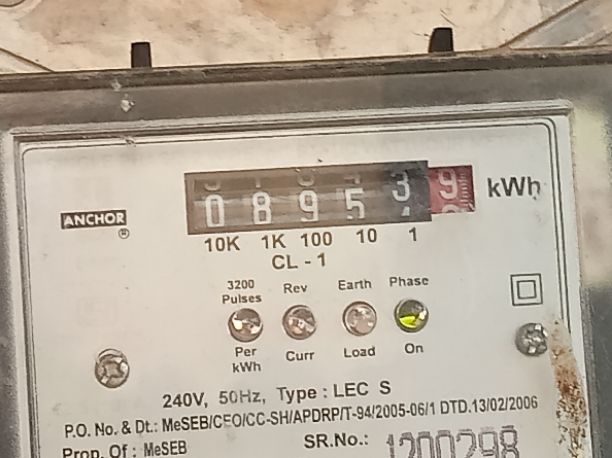 0 8 9 5 3 9 kWh
ANCHOR
®
10K 1K 100 10 1
CL - 1
3200 Pulses Per kWh
Rev Curr
Earth Load
Phase On
240V, 50Hz, Type : LEC S
P.O. No. & Dt.: MeSEB/CEO/CC-SH/APDRP/T-94/2005-06/1 DTD.13/02/2006
Prop. Of : MeSEB SR.No.: 1200298